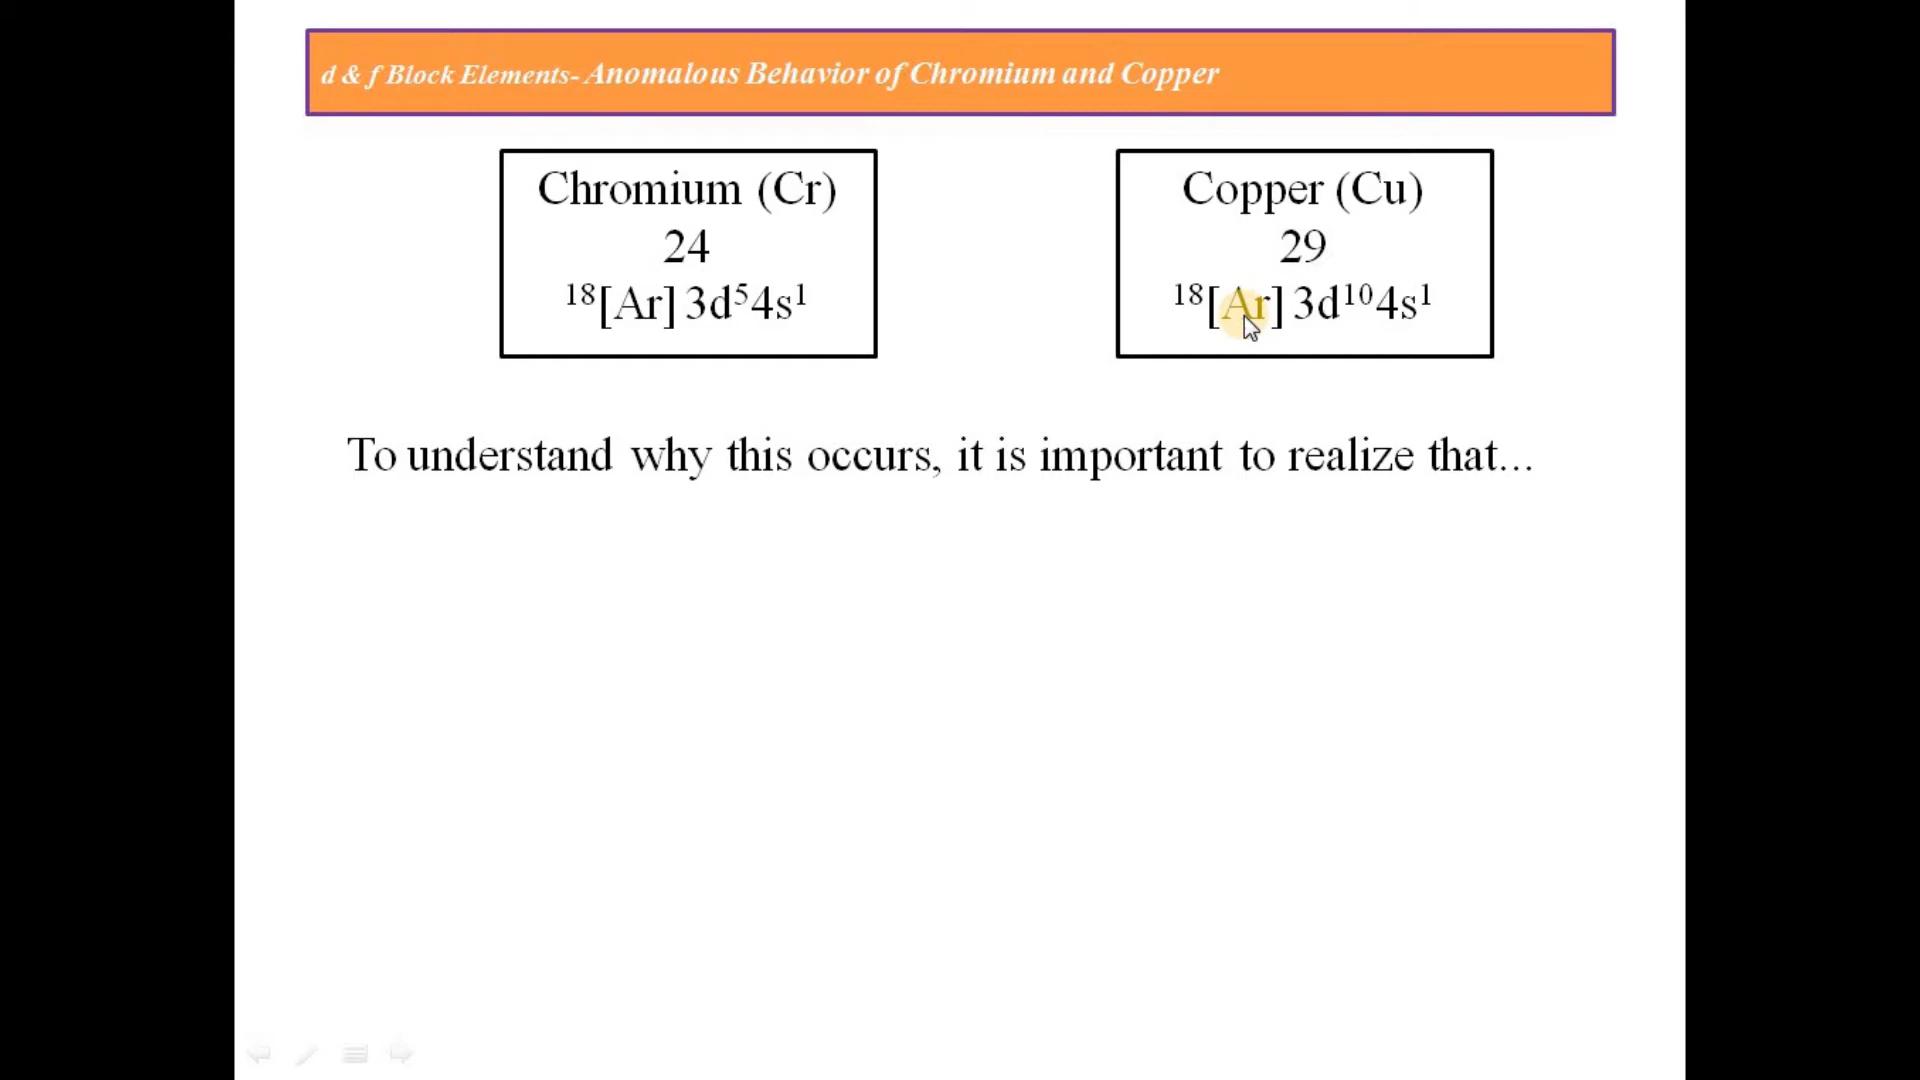 d & f Block Elements- Anomalous Behavior of Chromium and Copper
Chromium (Cr)
24
¹⁸[Ar] 3d⁵4s¹
Copper (Cu)
29
¹⁸[Ar] 3d¹⁰4s¹
To understand why this occurs, it is important to realize that...